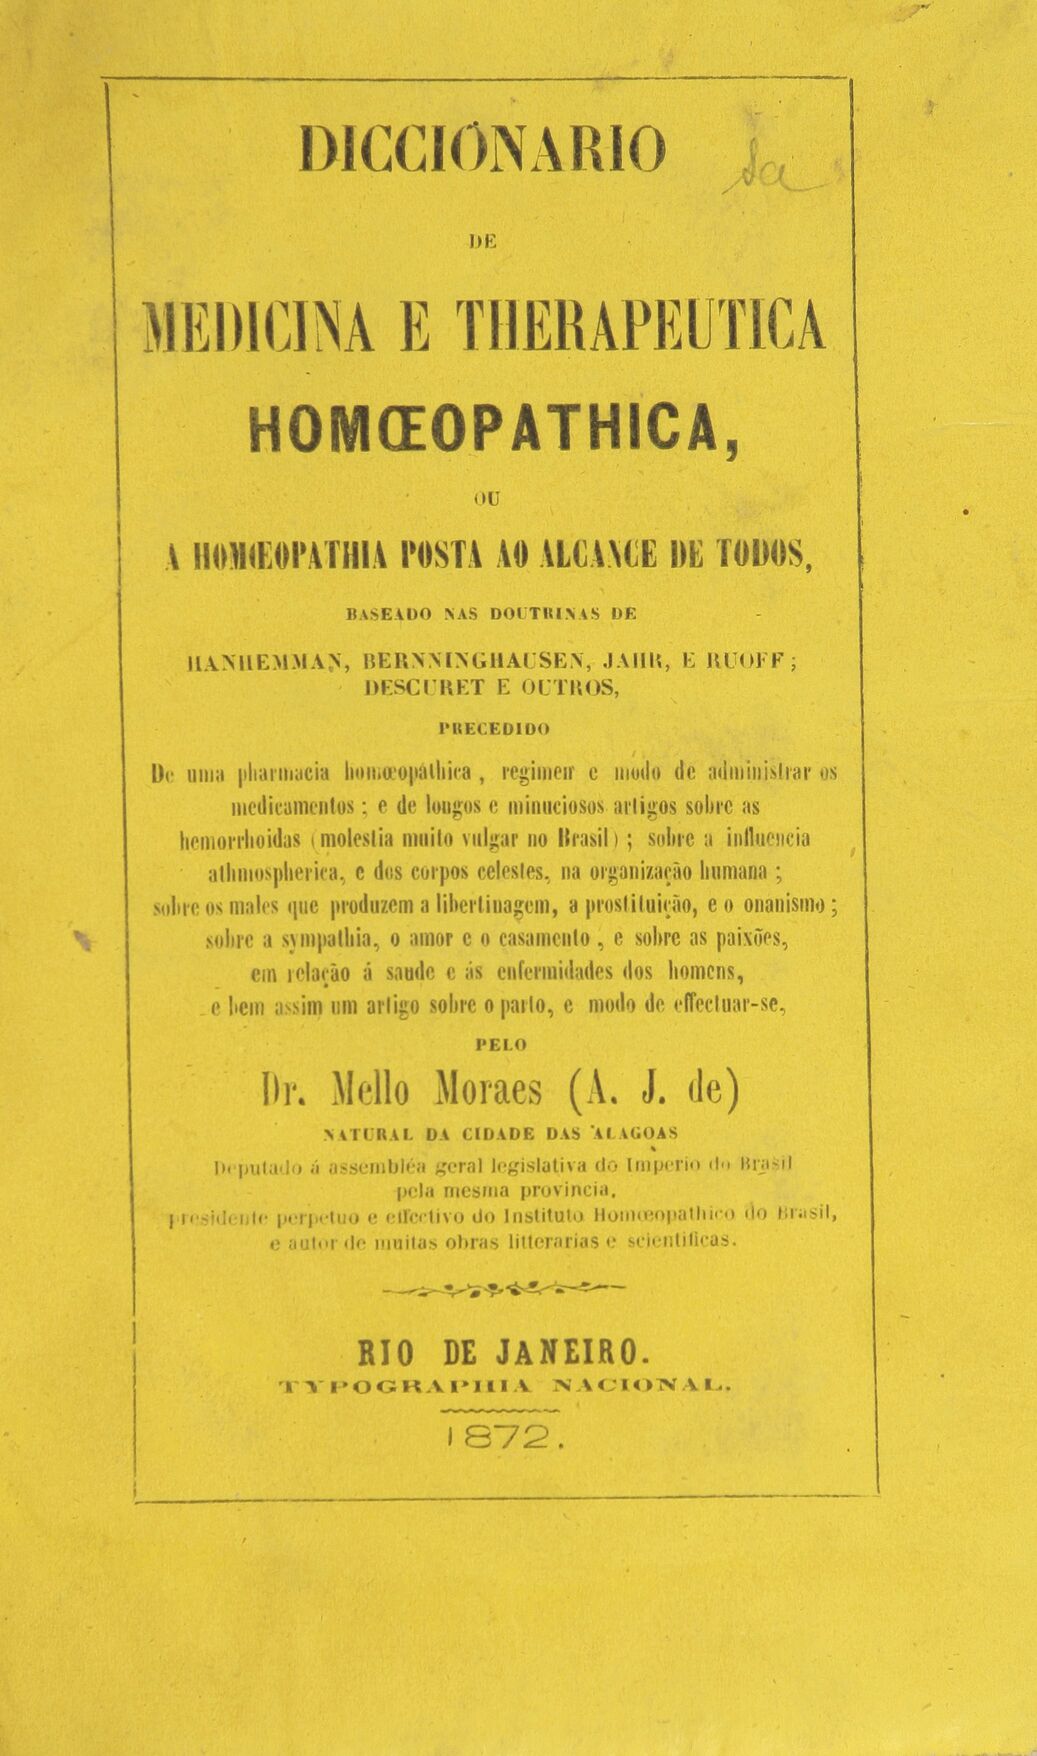 DICCIONARIO
DE
MEDICINA E THERAPEUTICA
HOMŒOPATHICA,
OU
A HOMŒOPATHIA POSTA AO ALCANCE DE TODOS,
BASEADO NAS DOUTRINAS DE
HANHEMMAN, BERNNINGHAUSEN, JAHR, E RUOFF;
DESCURET E OUTROS,
PRECEDIDO
De uma pharmacia homœopáthica, regimen e modo de administrar os
medicamentos; e de longos e minuciosos artigos sobre as
hemorrhoidas (molestia muito vulgar no Brasil); sobre a influencia
athmospherica, e dos corpos celestes, na organização humana;
sobre os males que produzem a libertinagem, a prostituição, e o onanismo;
sobre a sympathia, o amor e o casamento, e sobre as paixões,
em relação á saude e ás enfermidades dos homens,
e bem assim um artigo sobre o parto, e modo de effectuar-se,
PELO
Dr. Mello Moraes (A. J. de)
NATURAL DA CIDADE DAS ALAGOAS
Deputado á assembléa geral legislativa do Imperio do Brasil
pela mesma provincia,
presidente perpetuo e effectivo do Instituto Homœopathico do Brasil,
e autor de muitas obras litterarias e scientificas.
RIO DE JANEIRO.
TYPOGRAPHIA NACIONAL.
1872.